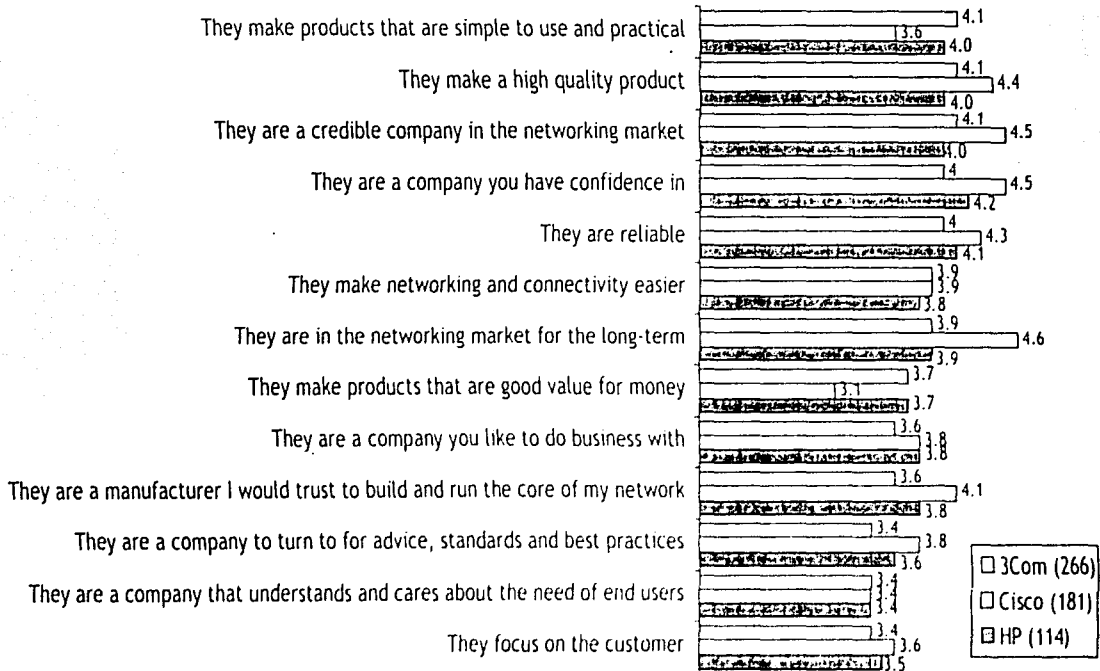 They make products that are simple to use and practical
4.1
3.6
4.0
They make a high quality product
4.1
4.4
4.0
They are a credible company in the networking market
4.1
4.5
4.0
They are a company you have confidence in
4
4.5
4.2
They are reliable
4
4.3
4.1
They make networking and connectivity easier
3.9
3.9
3.8
They are in the networking market for the long-term
3.9
4.6
3.9
They make products that are good value for money
3.7
3.1
3.7
They are a company you like to do business with
3.6
3.8
3.8
They are a manufacturer I would trust to build and run the core of my network
3.6
4.1
3.8
They are a company to turn to for advice, standards and best practices
3.4
3.8
3.6
They are a company that understands and cares about the need of end users
3.4
3.4
3.4
They focus on the customer
3.4
3.6
3.5
3Com (266)
Cisco (181)
HP (114)